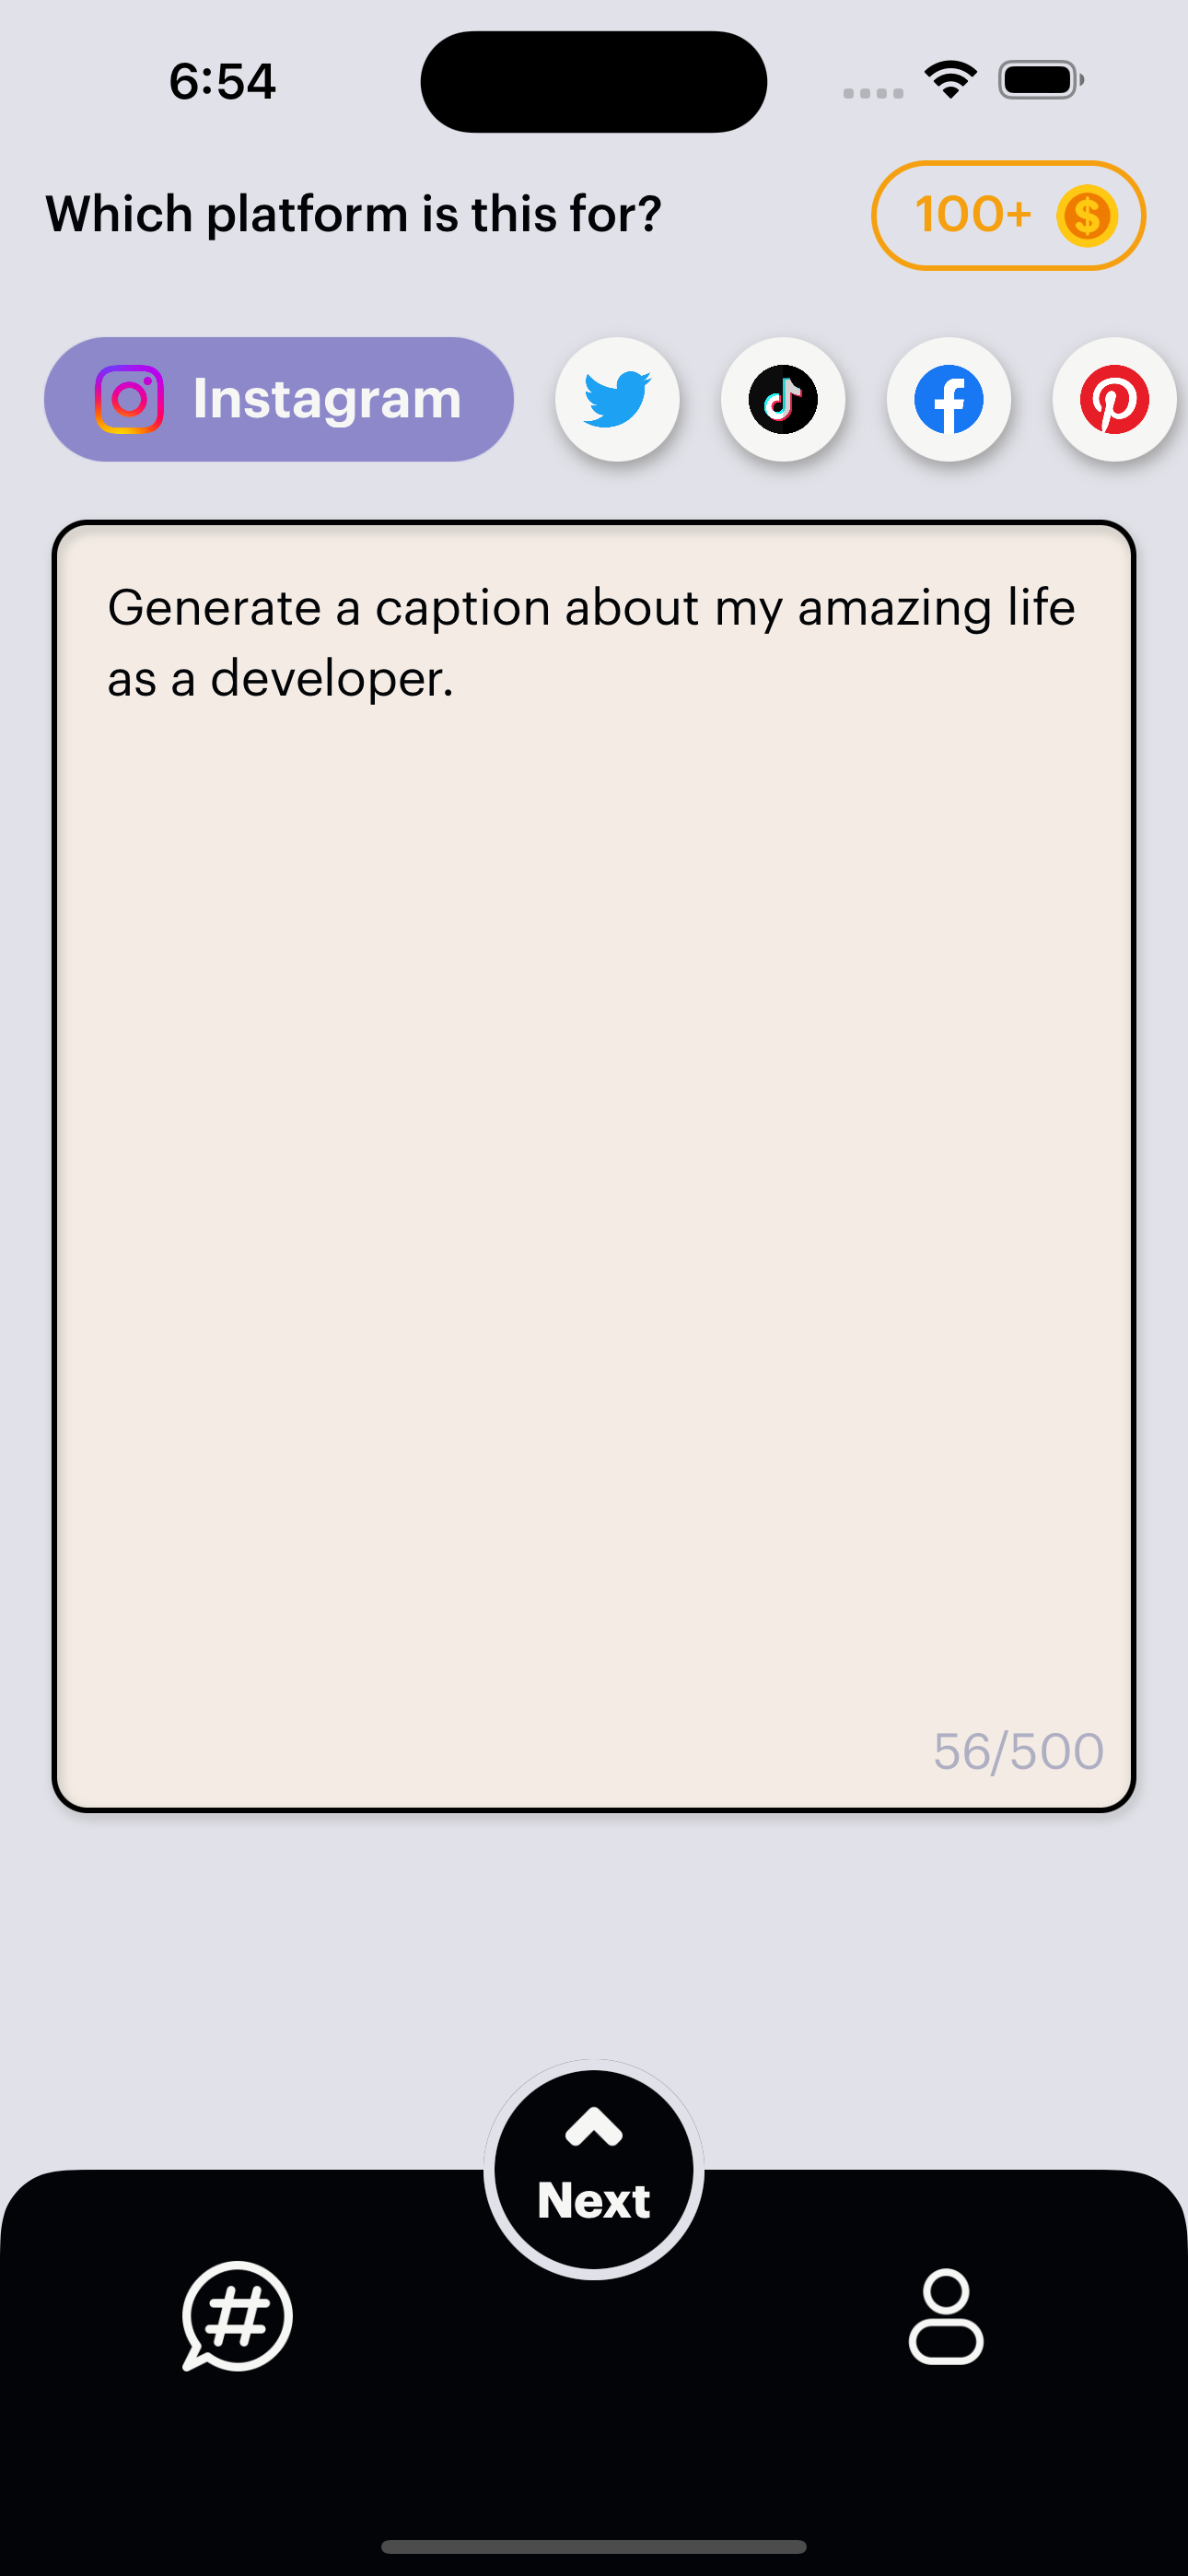 6:54
Which platform is this for?
100+
Instagram
Generate a caption about my amazing life
as a developer.
56/500
Next